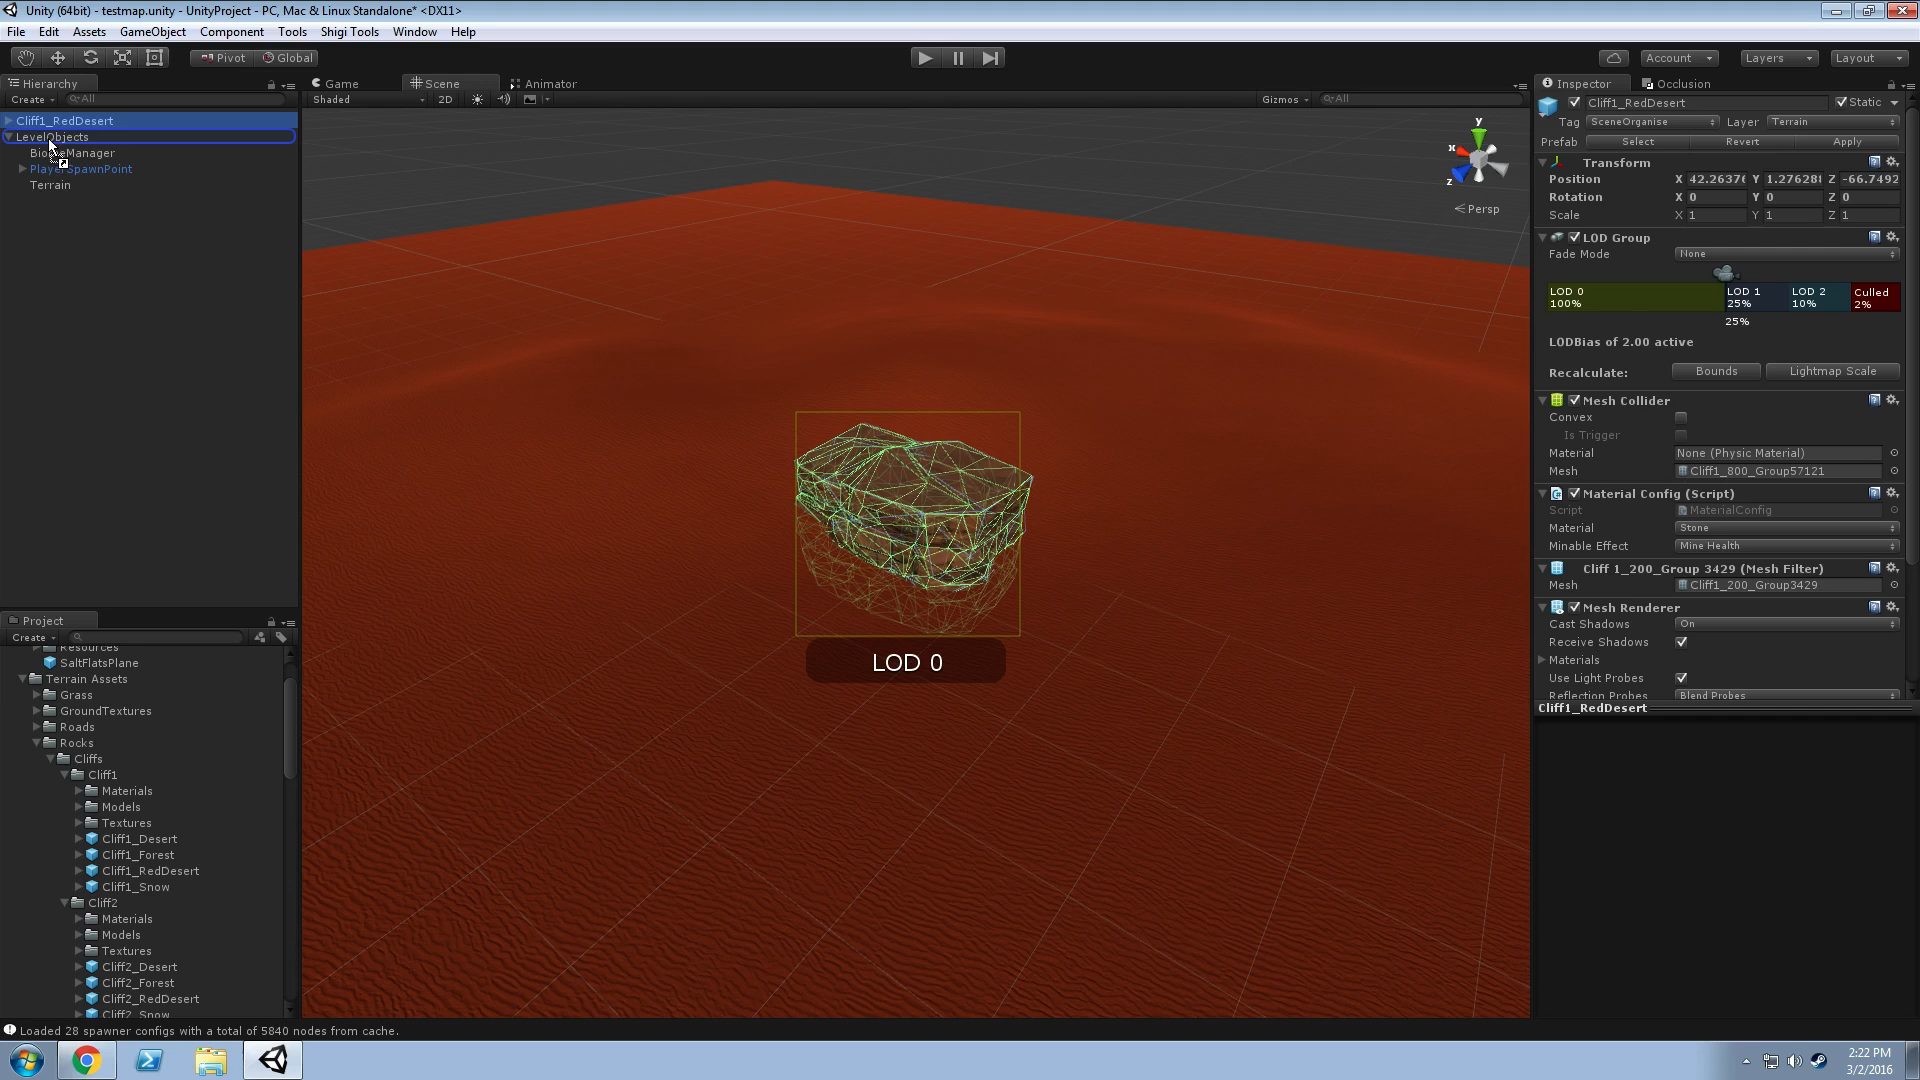 Unity (64bit) - testmap.unity - UnityProject - PC, Mac & Linux Standalone* <DX11>
File Edit Assets GameObject Component Tools Shigi Tools Window Help
Pivot Global Account Layers Layout
Hierarchy Game Scene Animator Inspector Occlusion
Create All Shaded 2D Gizmos All
Cliff1_RedDesert
LevelObjects
PlayerSpawnPoint
Terrain
y
x
z
Persp
LOD 0
Cliff1_RedDesert Static
Tag SceneOrganise Layer Terrain
Prefab Select Revert Apply
Transform
Position X 42.26376 Y 1.27628 Z -66.7492
Rotation X 0 Y 0 Z 0
Scale X 1 Y 1 Z 1
LOD Group
Fade Mode None
LOD 0 LOD 1 LOD 2 Culled
100% 25% 10% 2%
25%
LODBias of 2.00 active
Recalculate: Bounds Lightmap Scale
Mesh Collider
Convex
Is Trigger
Material None (Physic Material)
Mesh Cliff1_800_Group57121
Material Config (Script)
Script MaterialConfig
Material Stone
Minable Effect Mine Health
Cliff 1_200_Group 3429 (Mesh Filter)
Mesh Cliff1_200_Group3429
Mesh Renderer
Cast Shadows On
Receive Shadows
Materials
Use Light Probes
Reflection Probes Blend Probes
Cliff1_RedDesert
Project
Create
Resources
SaltFlatsPlane
Terrain Assets
Grass
GroundTextures
Roads
Rocks
Cliffs
Cliff1
Materials
Models
Textures
Cliff1_Desert
Cliff1_Forest
Cliff1_RedDesert
Cliff1_Snow
Cliff2
Materials
Models
Textures
Cliff2_Desert
Cliff2_Forest
Cliff2_RedDesert
Cliff2_Snow
Loaded 28 spawner configs with a total of 5840 nodes from cache.
2:22 PM
3/2/2016